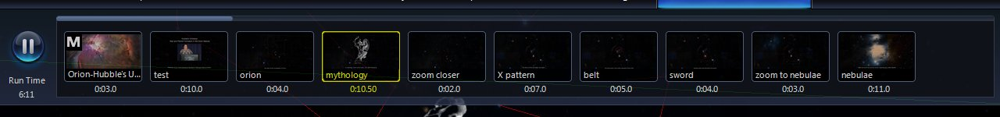 M
Orion-Hubble's U...
test
orion
mythology
zoom closer
X pattern
belt
sword
zoom to nebulae
nebulae
Run Time
0:03.0
0:10.0
0:04.0
0:10.50
0:02.0
0:07.0
0:05.0
0:04.0
0:03.0
0:11.0
6:11